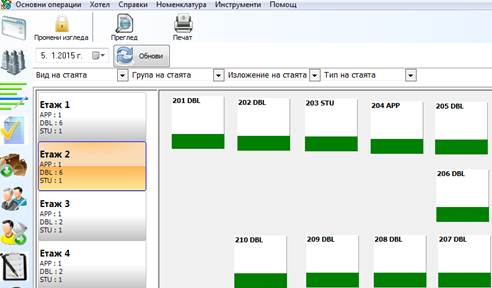 Основни операции Хотел Справки Номенклатура Инструменти Помощ
Промени изгледа Преглед Печат
5. 1.2015 г. Обнови
Вид на стаята Група на стаята Изложение на стаята Тип на стаята
Етаж 1
APP : 1
DBL : 6
STU : 1
Етаж 2
APP : 1
DBL : 6
STU : 1
Етаж 3
APP : 1
DBL : 2
STU : 1
Етаж 4
APP : 1
DBL : 2
201 DBL 202 DBL 203 STU 204 APP 205 DBL
206 DBL
210 DBL 209 DBL 208 DBL 207 DBL